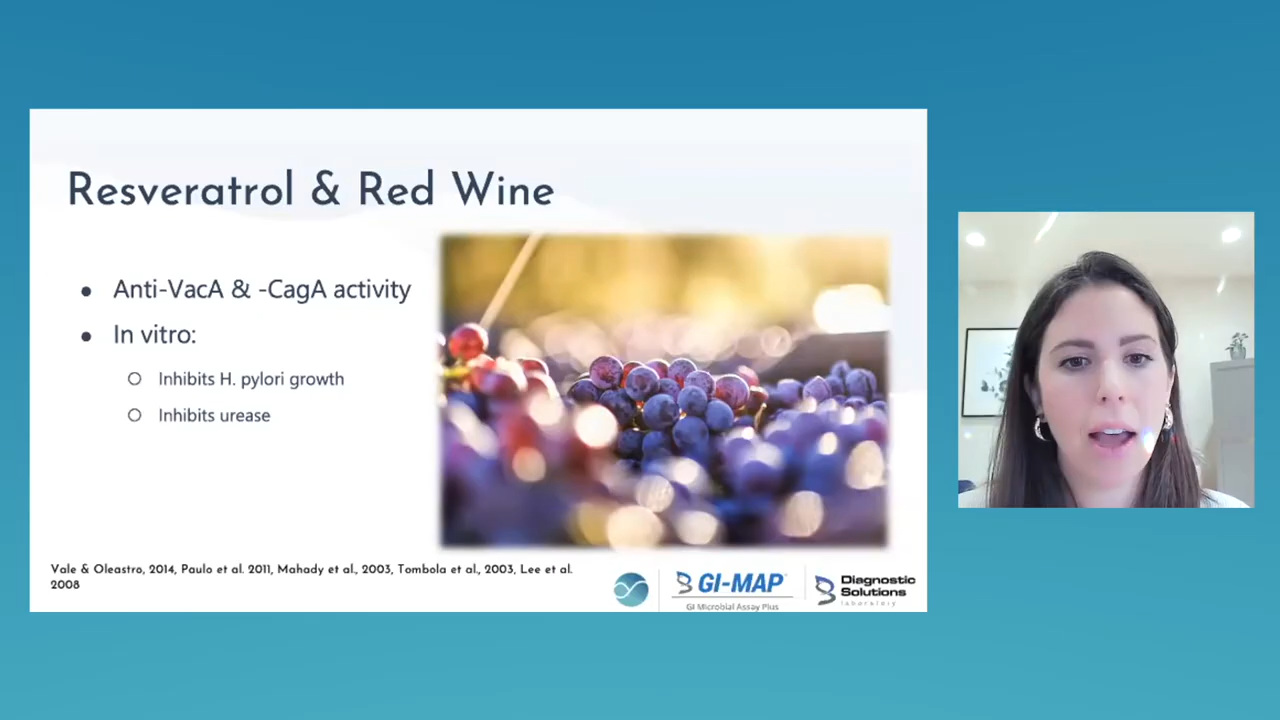 Resveratrol & Red Wine
● Anti-VacA & -CagA activity
● In vitro:
○ Inhibits H. pylori growth
○ Inhibits urease
Vale & Oleastro, 2014, Paulo et al. 2011, Mahady et al., 2003, Tombola et al., 2003, Lee et al.
2008
GI-MAP
GI Microbial Assay Plus
Diagnostic
Solutions
laboratory